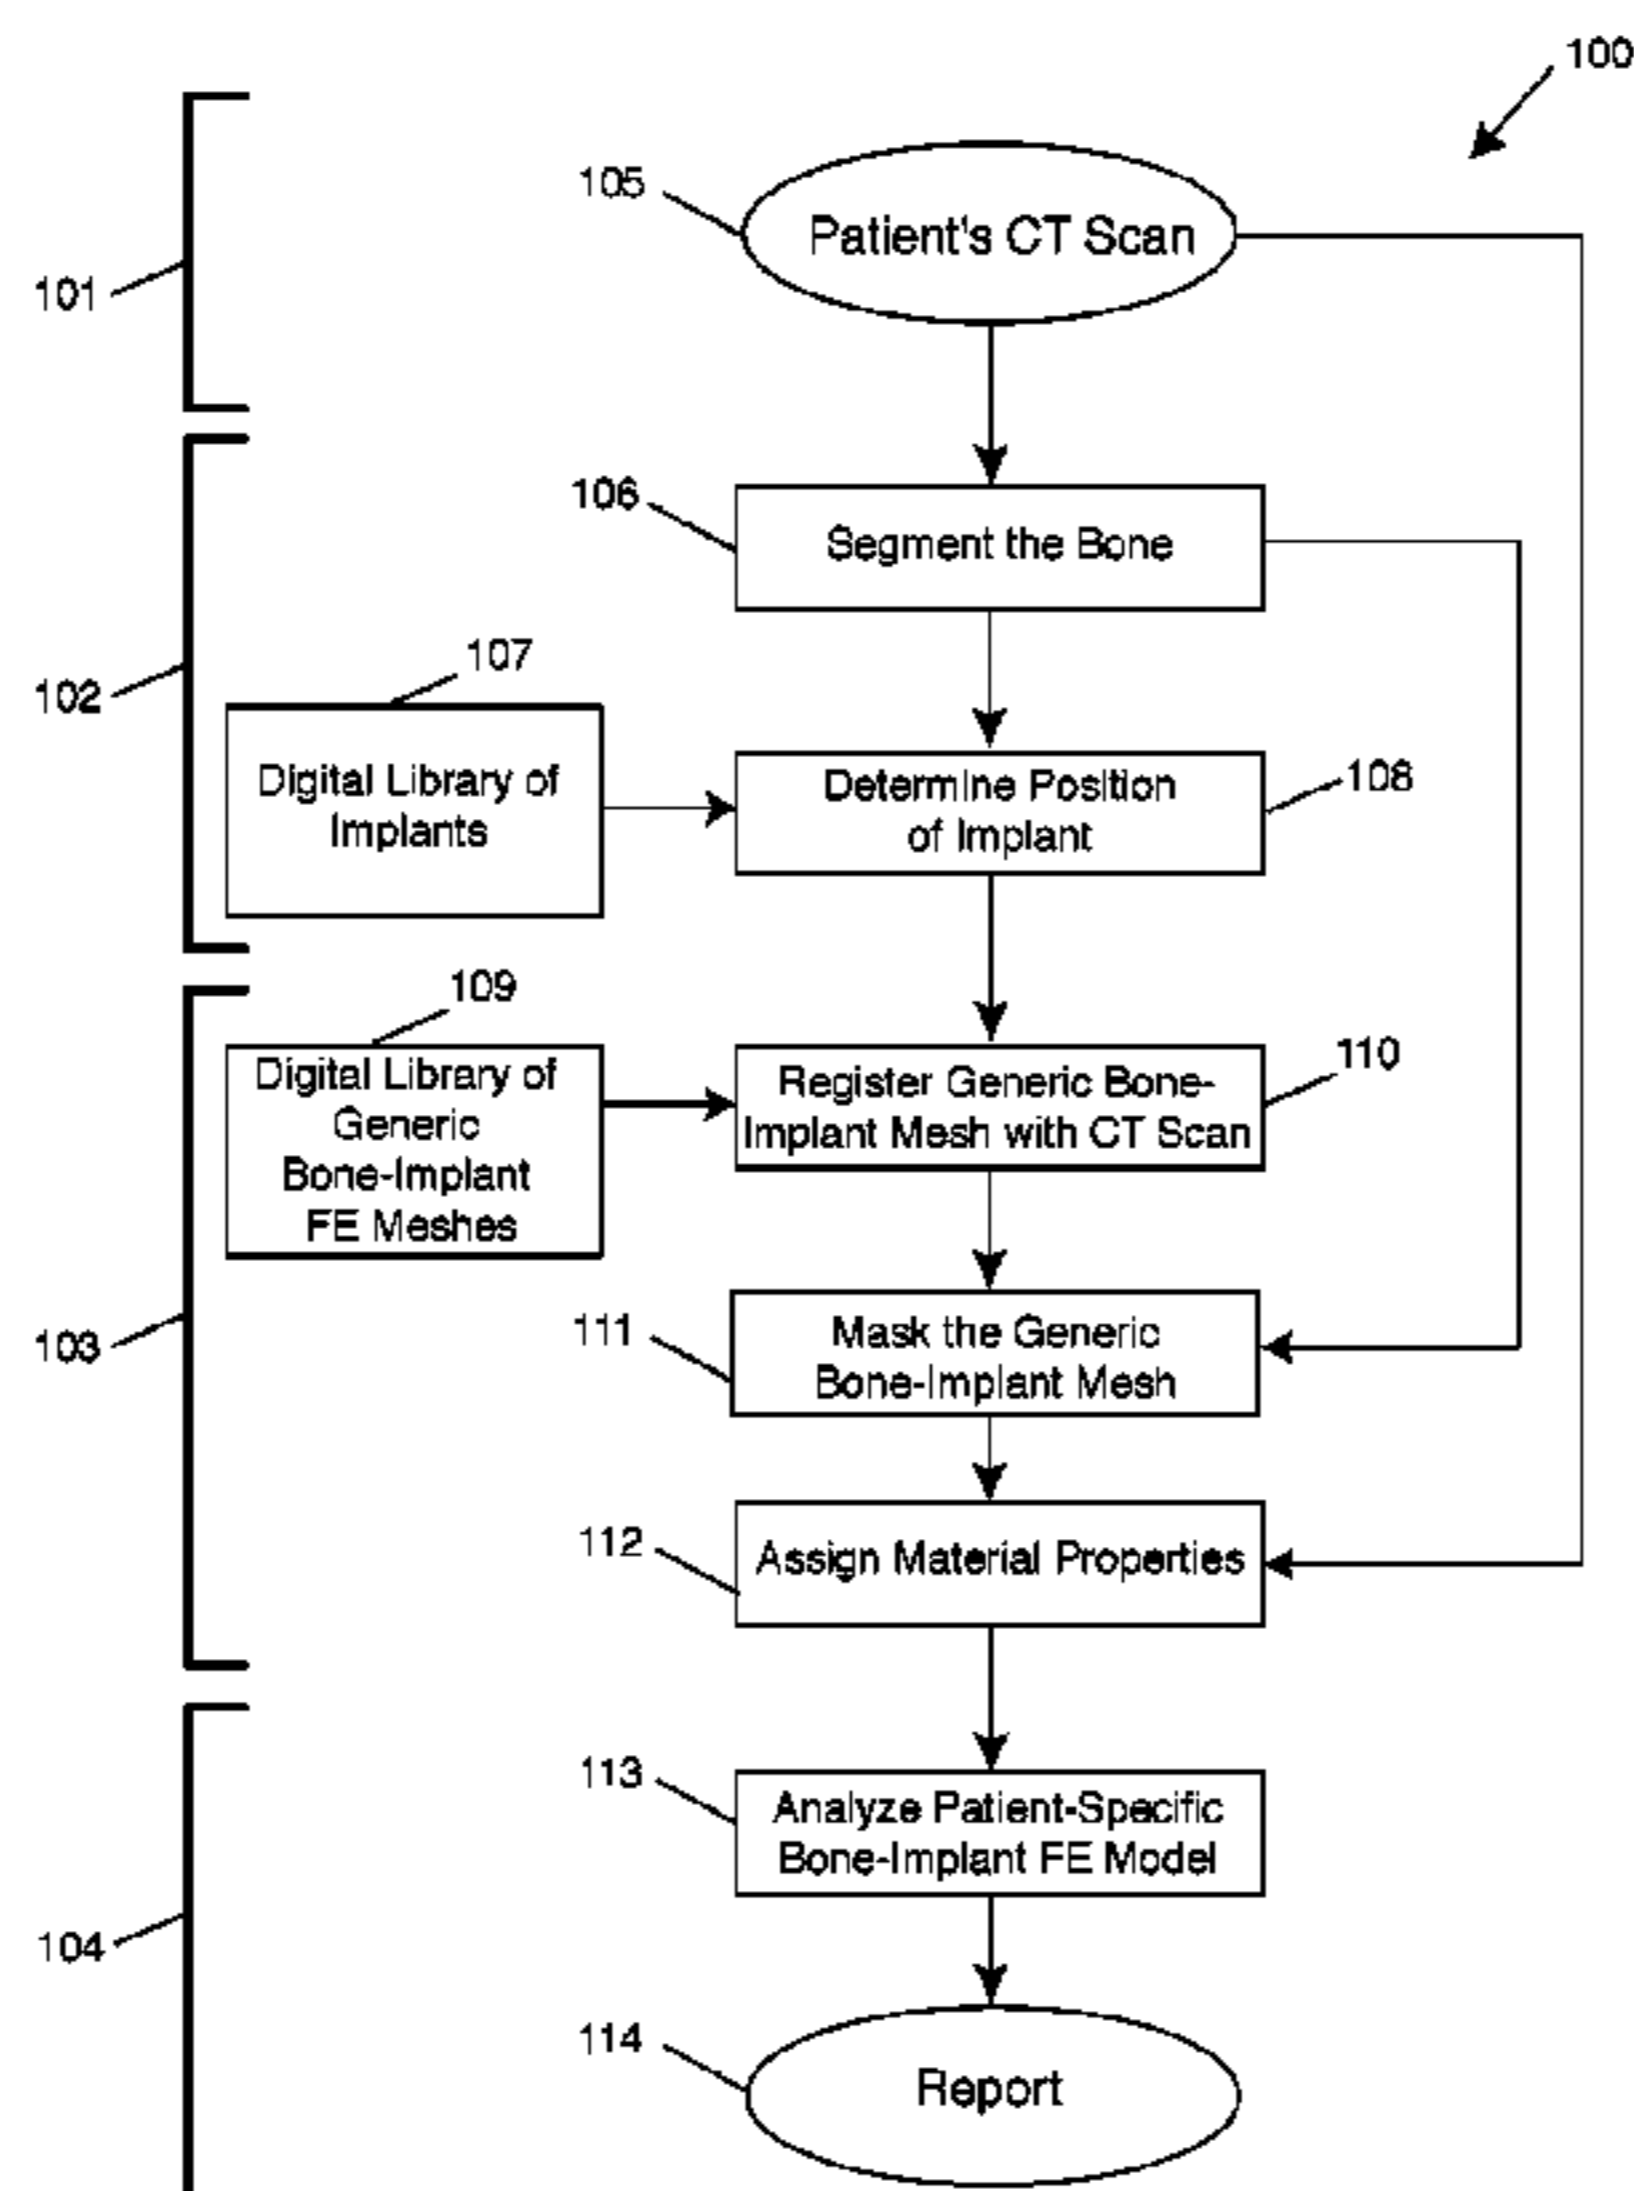 100
105
Patient's CT Scan
101
106
Segment the Bone
107
102
Digital Library of
Implants
Determine Position
of Implant
108
109
Digital Library of
Generic
Bone-Implant
FE Meshes
Register Generic Bone-
Implant Mesh with CT Scan
110
103
111
Mask the Generic
Bone-Implant Mesh
112
Assign Material Properties
113
Analyze Patient-Specific
Bone-Implant FE Model
104
114
Report